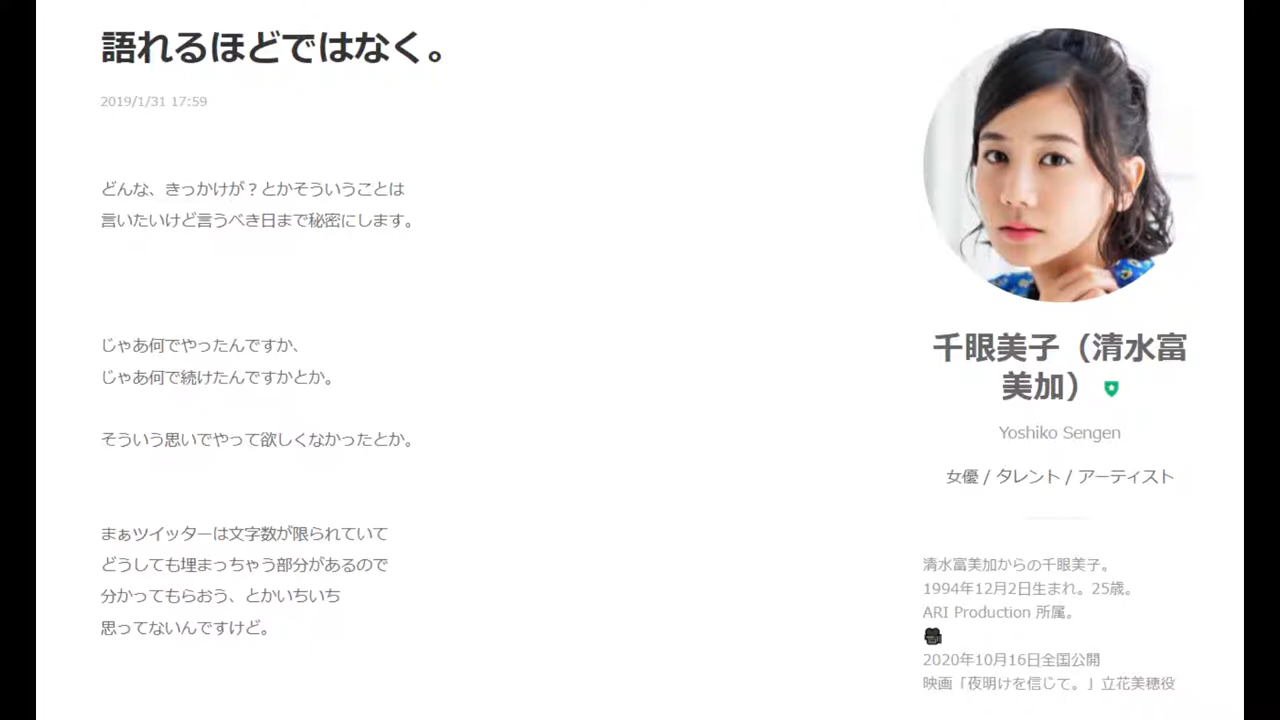 語れるほどではなく。
2019/1/31 17:59
どんな、きっかけが？とかそういうことは
言いたいけど言うべき日まで秘密にします。
じゃあ何でやったんですか、
じゃあ何で続けたんですかとか。
そういう思いでやって欲しくなかったとか。
まぁツイッターは文字数が限られていて
どうしても埋まっちゃう部分があるので
分かってもらおう、とかいちいち
思ってないんですけど。
千眼美子（清水富
美加）
Yoshiko Sengen
女優 / タレント / アーティスト
清水富美加からの千眼美子。
1994年12月2日生まれ。25歳。
ARI Production 所属。
2020年10月16日全国公開
映画「夜明けを信じて。」立花美穂役